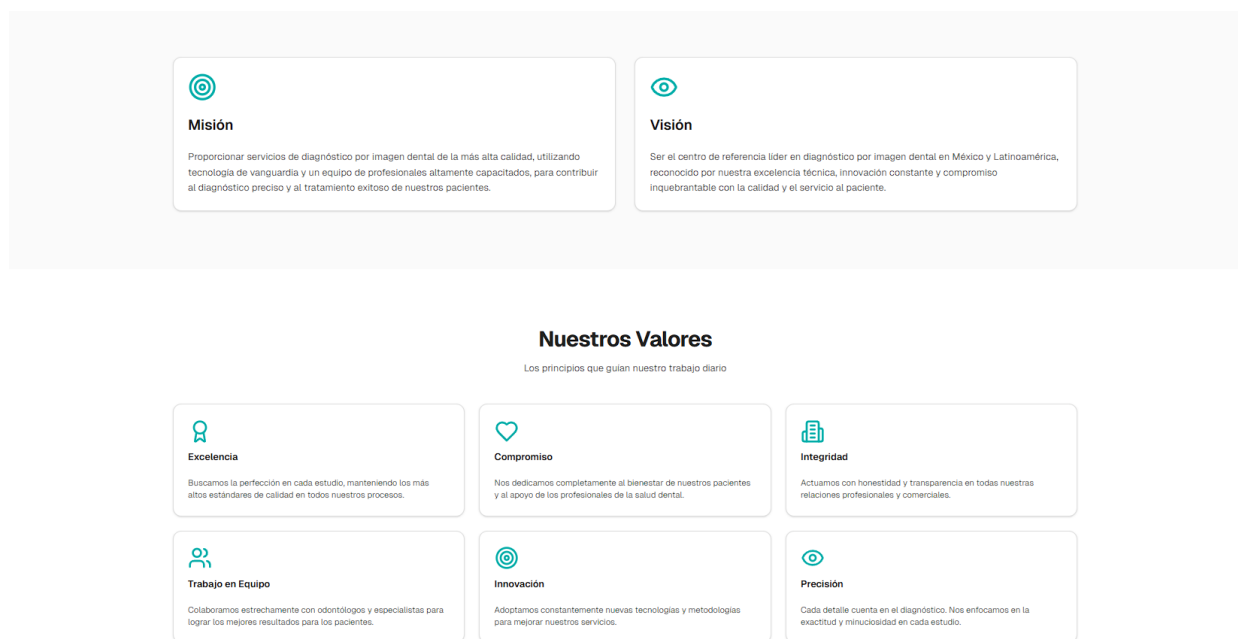 Misión
Proporcionar servicios de diagnóstico por imagen dental de la más alta calidad, utilizando
tecnología de vanguardia y un equipo de profesionales altamente capacitados, para contribuir
al diagnóstico preciso y al tratamiento exitoso de nuestros pacientes.
Visión
Ser el centro de referencia líder en diagnóstico por imagen dental en México y Latinoamérica,
reconocido por nuestra excelencia técnica, innovación constante y compromiso
inquebrantable con la calidad y el servicio al paciente.
Nuestros Valores
Los principios que guían nuestro trabajo diario
Excelencia
Buscamos la perfección en cada estudio, manteniendo los más
altos estándares de calidad en todos nuestros procesos.
Compromiso
Nos dedicamos completamente al bienestar de nuestros pacientes
y al apoyo de los profesionales de la salud dental.
Integridad
Actuamos con honestidad y transparencia en todas nuestras
relaciones profesionales y comerciales.
Trabajo en Equipo
Colaboramos estrechamente con odontólogos y especialistas para
lograr los mejores resultados para los pacientes.
Innovación
Adoptamos constantemente nuevas tecnologías y metodologías
para mejorar nuestros servicios.
Precisión
Cada detalle cuenta en el diagnóstico. Nos enfocamos en la
exactitud y minuciosidad en cada estudio.